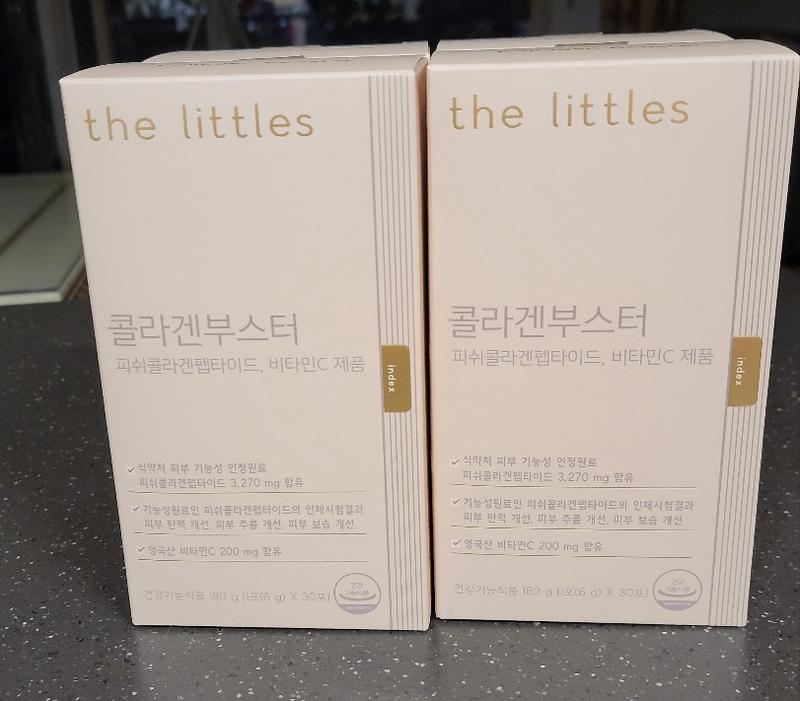 the littles
콜라겐부스터
피쉬콜라겐펩타이드, 비타민C 제품
index
식약처 피부 기능성 인정원료
피쉬콜라겐펩타이드 3,270 mg 함유
기능성원료인 피쉬콜라겐펩타이드의 인체시험결과
피부 탄력 개선, 피부 주름 개선, 피부 보습 개선
영국산 비타민C 200 mg 함유
건강기능식품 180 g [1포(6 g) X 30포]
건강
기능식품
the littles
콜라겐부스터
피쉬콜라겐펩타이드, 비타민C 제품
index
식약처 피부 기능성 인정원료
피쉬콜라겐펩타이드 3,270 mg 함유
기능성원료인 피쉬콜라겐펩타이드의 인체시험결과
피부 탄력 개선, 피부 주름 개선, 피부 보습 개선
영국산 비타민C 200 mg 함유
건강기능식품 180 g [1포(6 g) X 30포]
건강
기능식품